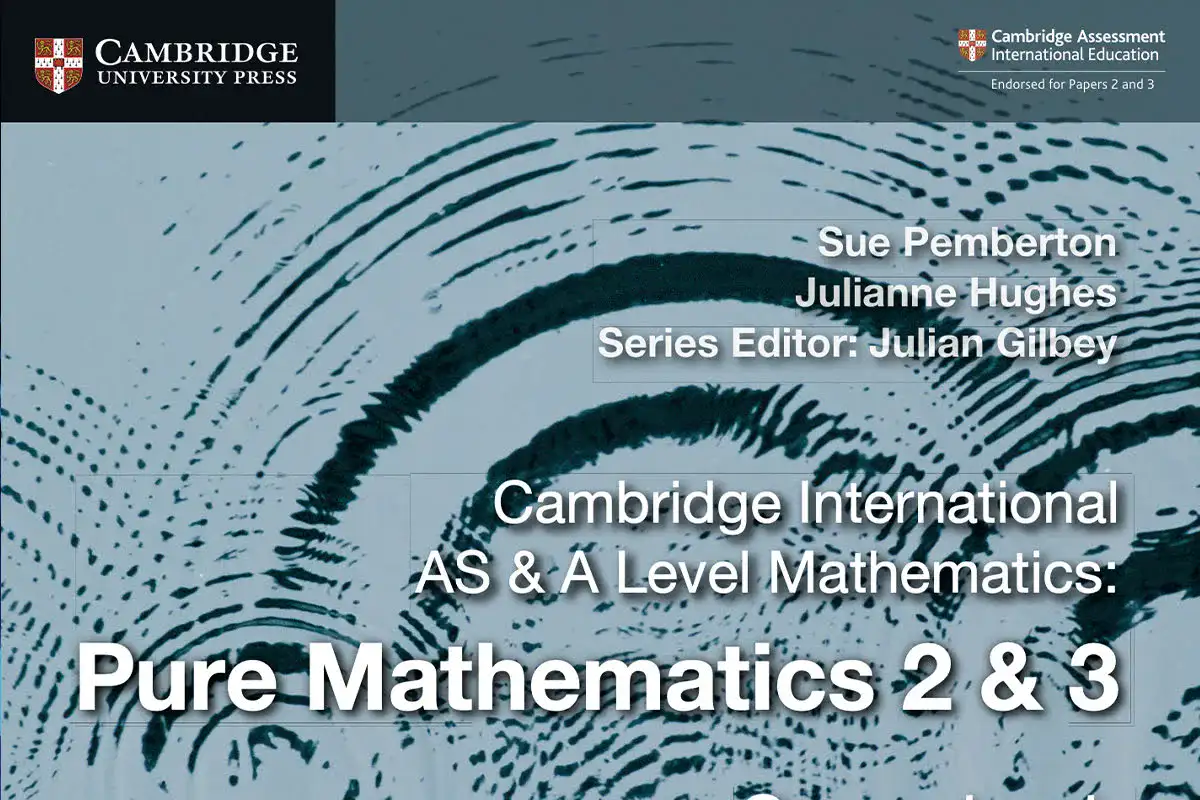 CAMBRIDGE
UNIVERSITY PRESS
Cambridge Assessment
International Education
Endorsed for Papers 2 and 3
Sue Pemberton
Julianne Hughes
Series Editor: Julian Gilbey
Cambridge International
AS & A Level Mathematics:
Pure Mathematics 2 & 3